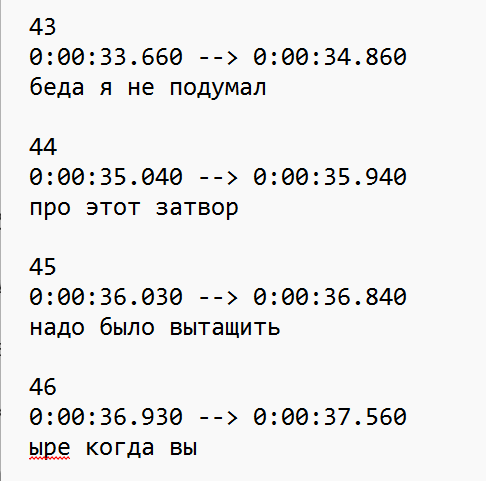 43
0:00:33.660 --> 0:00:34.860
беда я не подумал
44
0:00:35.040 --> 0:00:35.940
про этот затвор
45
0:00:36.030 --> 0:00:36.840
надо было вытащить
46
0:00:36.930 --> 0:00:37.560
ыре когда вы